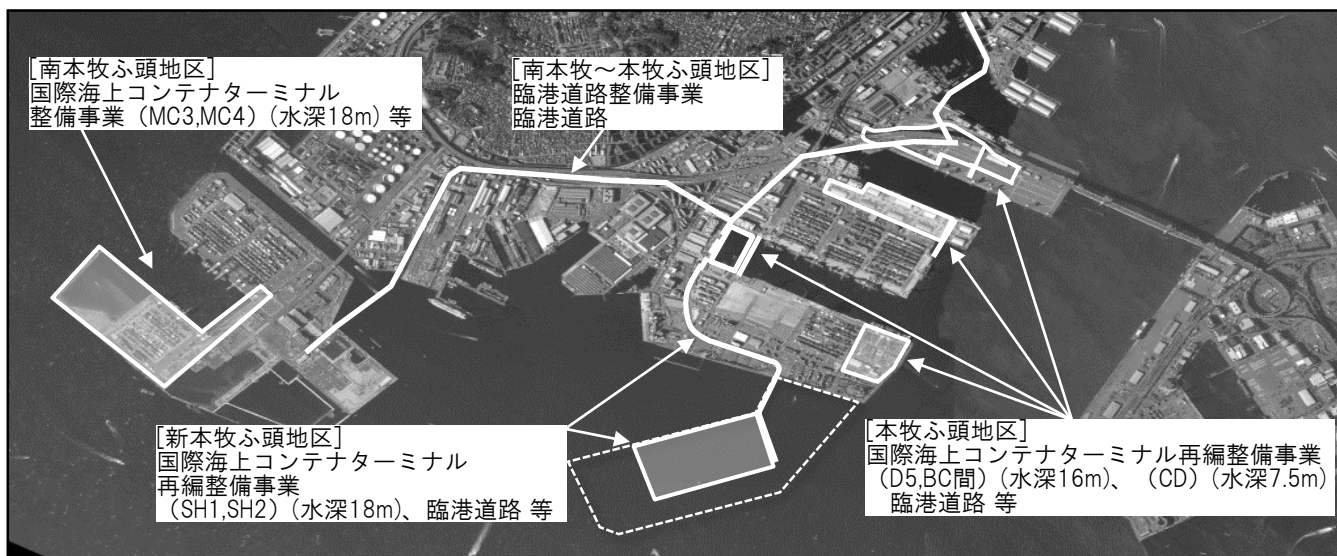 [南本牧ふ頭地区]
国際海上コンテナターミナル
整備事業（MC3,MC4）(水深18m) 等
[南本牧～本牧ふ頭地区]
臨港道路整備事業
臨港道路
[新本牧ふ頭地区]
国際海上コンテナターミナル
再編整備事業
（SH1,SH2）(水深18m)、臨港道路 等
[本牧ふ頭地区]
国際海上コンテナターミナル再編整備事業
（D5,BC間）(水深16m)、（CD）(水深7.5m)
臨港道路 等